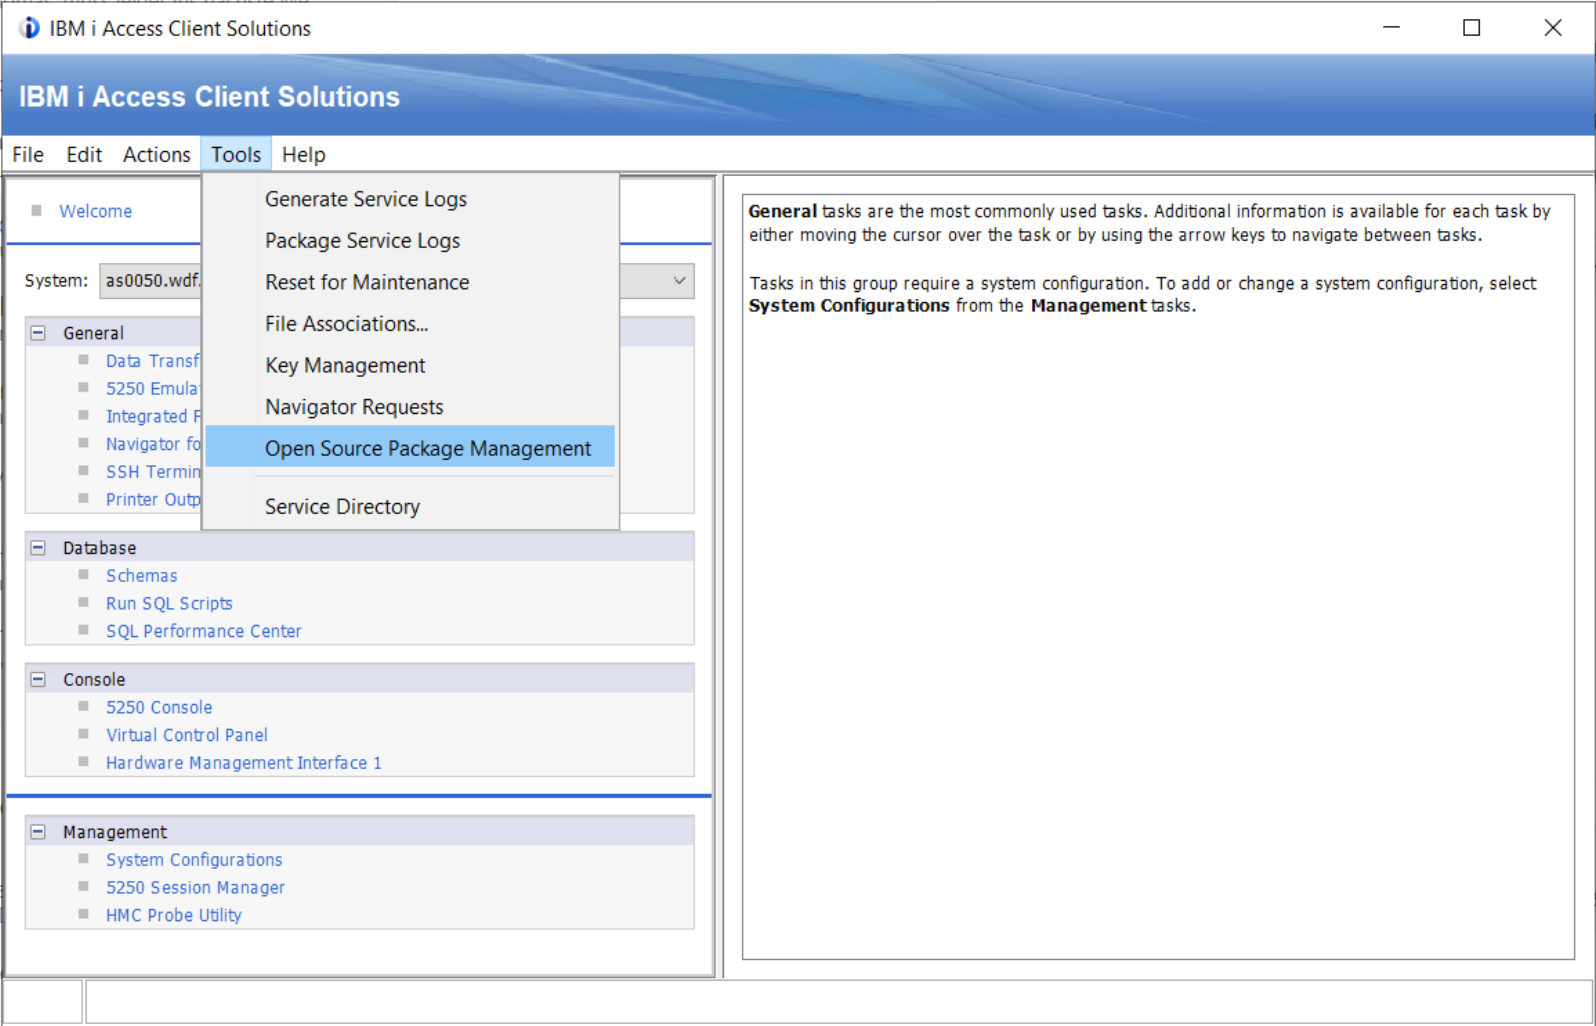 IBM i Access Client Solutions
IBM i Access Client Solutions
File Edit Actions Tools Help
Welcome
System: as0050.wdf.
General
Data Transf
5250 Emula
Integrated F
Navigator fo
SSH Termin
Printer Outp
Generate Service Logs
Package Service Logs
Reset for Maintenance
File Associations...
Key Management
Navigator Requests
Open Source Package Management
Service Directory
Database
Schemas
Run SQL Scripts
SQL Performance Center
Console
5250 Console
Virtual Control Panel
Hardware Management Interface 1
Management
System Configurations
5250 Session Manager
HMC Probe Utility
General tasks are the most commonly used tasks. Additional information is available for each task by
either moving the cursor over the task or by using the arrow keys to navigate between tasks.
Tasks in this group require a system configuration. To add or change a system configuration, select
System Configurations from the Management tasks.